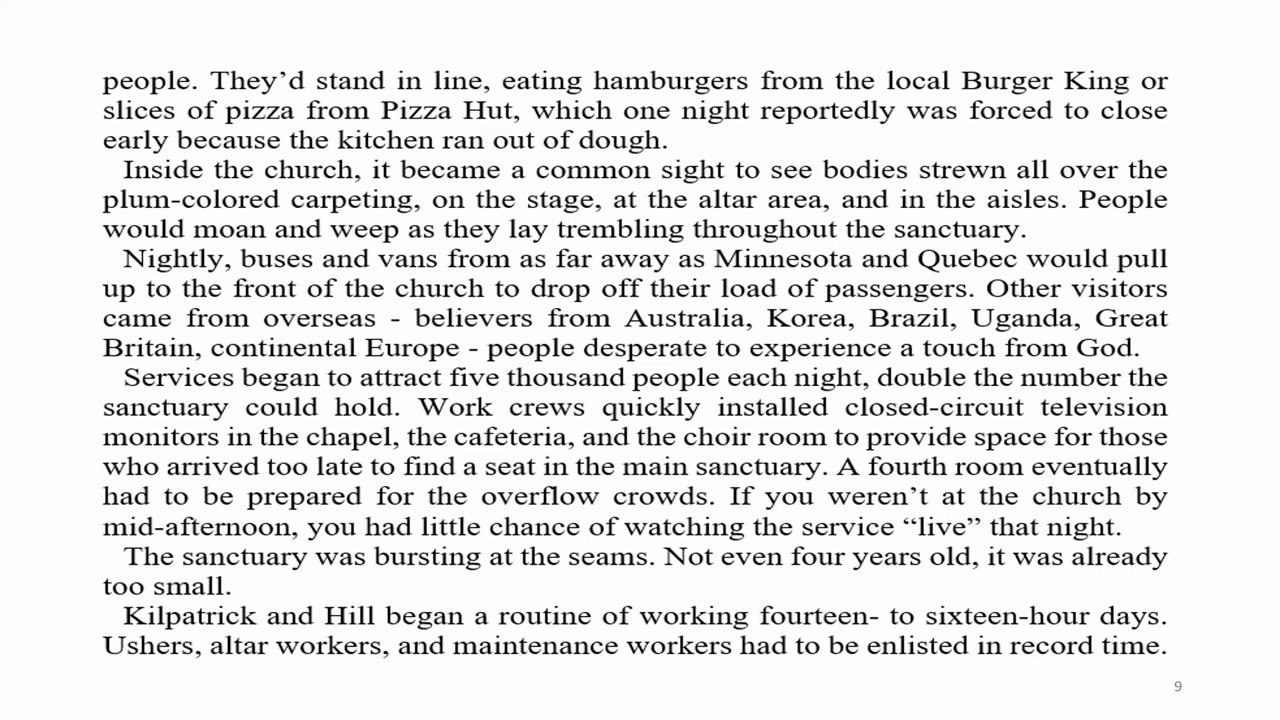 people. They’d stand in line, eating hamburgers from the local Burger King or
slices of pizza from Pizza Hut, which one night reportedly was forced to close
early because the kitchen ran out of dough.
Inside the church, it became a common sight to see bodies strewn all over the
plum-colored carpeting, on the stage, at the altar area, and in the aisles. People
would moan and weep as they lay trembling throughout the sanctuary.
Nightly, buses and vans from as far away as Minnesota and Quebec would pull
up to the front of the church to drop off their load of passengers. Other visitors
came from overseas - believers from Australia, Korea, Brazil, Uganda, Great
Britain, continental Europe - people desperate to experience a touch from God.
Services began to attract five thousand people each night, double the number the
sanctuary could hold. Work crews quickly installed closed-circuit television
monitors in the chapel, the cafeteria, and the choir room to provide space for those
who arrived too late to find a seat in the main sanctuary. A fourth room eventually
had to be prepared for the overflow crowds. If you weren’t at the church by
mid-afternoon, you had little chance of watching the service “live” that night.
The sanctuary was bursting at the seams. Not even four years old, it was already
too small.
Kilpatrick and Hill began a routine of working fourteen- to sixteen-hour days.
Ushers, altar workers, and maintenance workers had to be enlisted in record time.
9